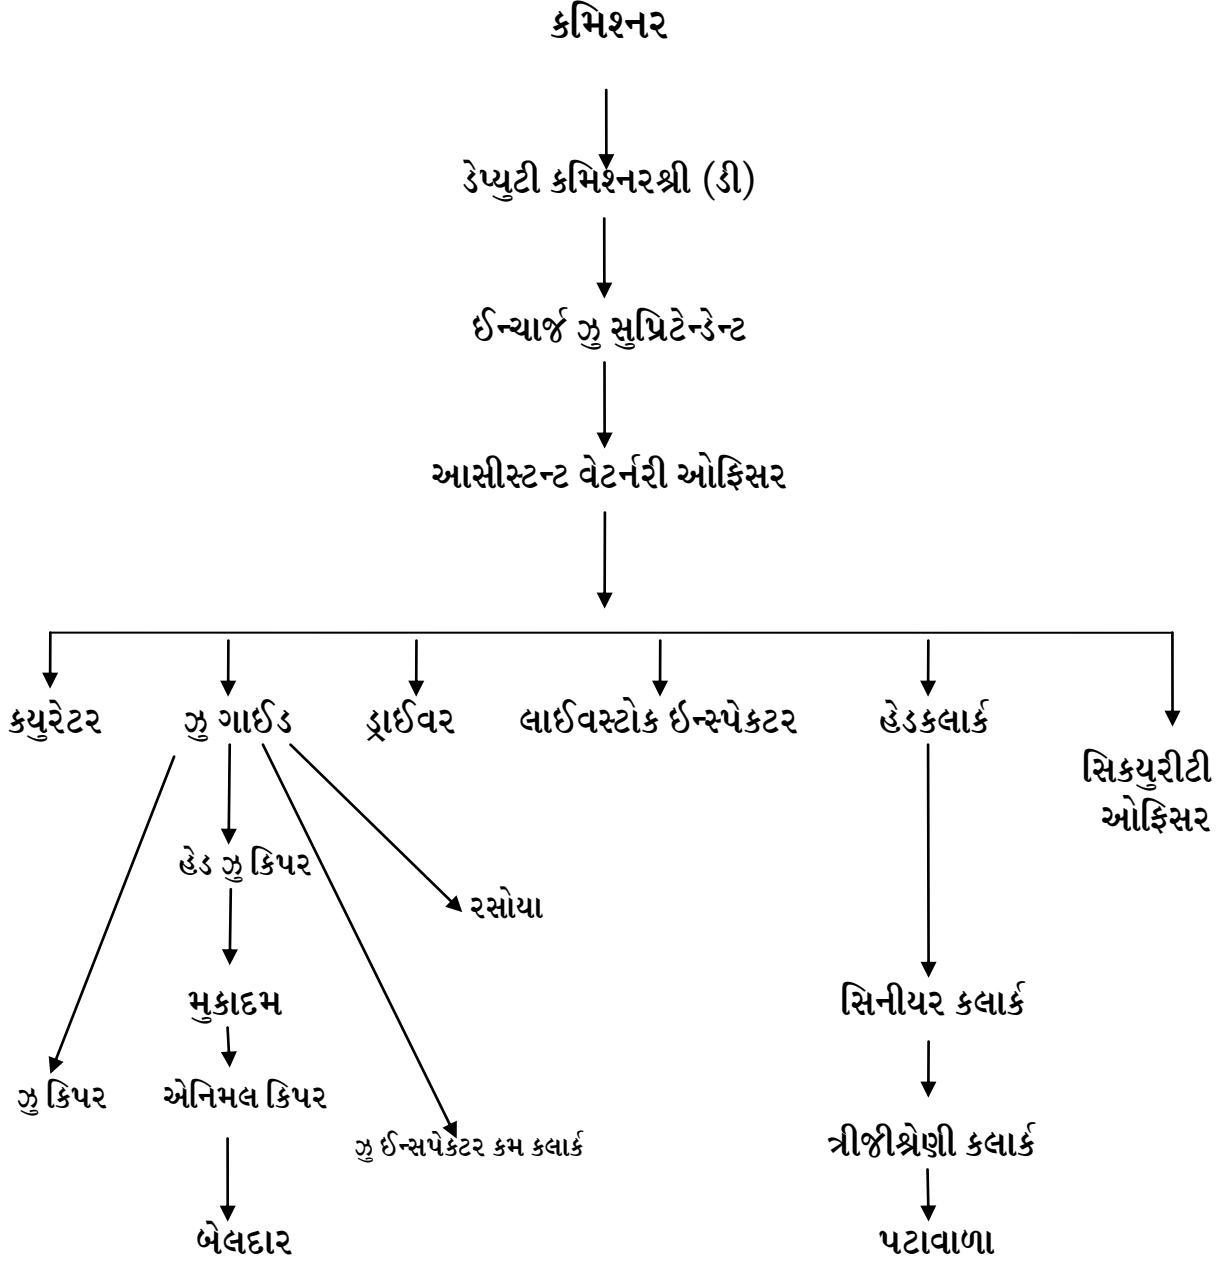 કમિશ્નર
ડેપ્યુટી કમિશ્નરશ્રી (ડી)
ઈન્ચાર્જ ઝુ સુપ્રિટેન્ડેન્ટ
આસીસ્ટન્ટ વેટર્નરી ઓફિસર
કયુરેટર
ઝુ ગાઈડ
ડ્રાઈવર
લાઈવસ્ટોક ઇન્સ્પેકટર
હેડકલાર્ક
સિકયુરીટી
ઓફિસર
હેડ ઝુ કિપર
રસોયા
મુકાદમ
સિનીયર કલાર્ક
ઝુ કિપર
એનિમલ કિપર
ઝુ ઈન્સપેકટર કમ કલાર્ક
ત્રીજીશ્રેણી કલાર્ક
બેલદાર
પટાવાળા